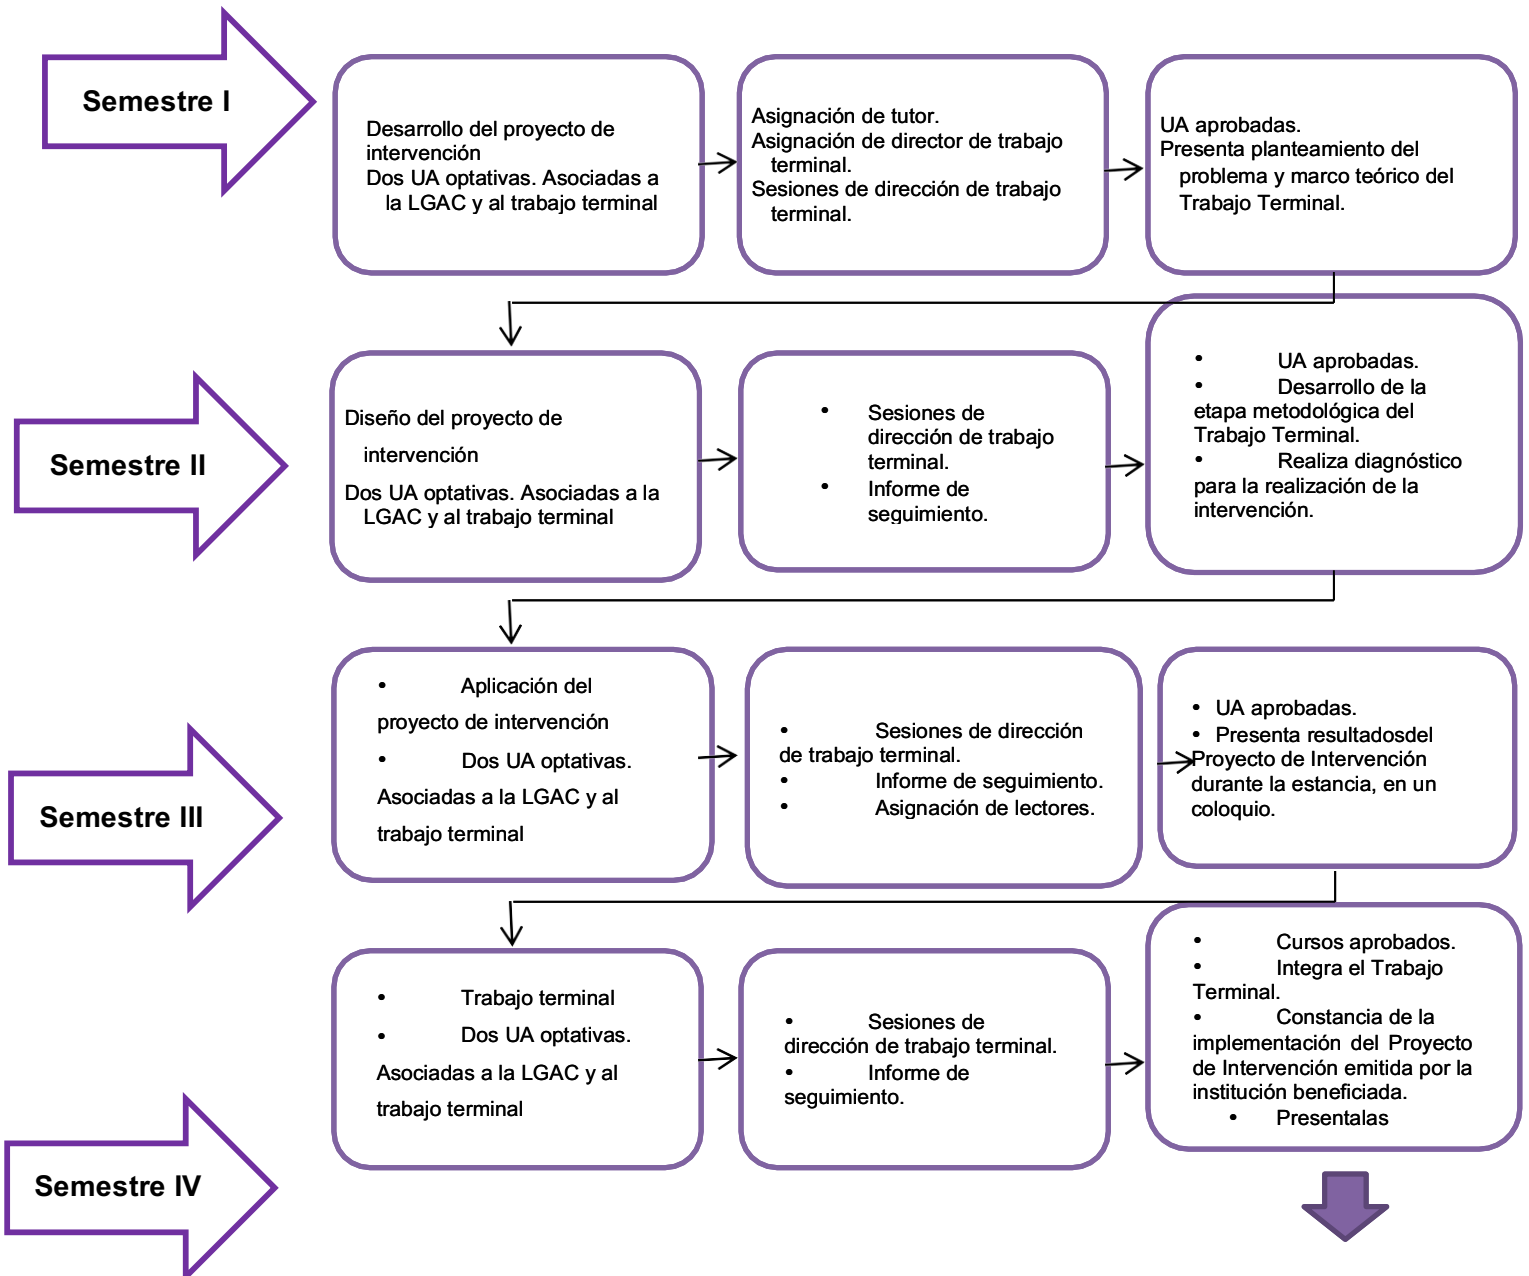 Semestre I
Desarrollo del proyecto de
intervención
Dos UA optativas. Asociadas a
la LGAC y al trabajo terminal
Asignación de tutor.
Asignación de director de trabajo
terminal.
Sesiones de dirección de trabajo
terminal.
UA aprobadas.
Presenta planteamiento del
problema y marco teórico del
Trabajo Terminal.
Semestre II
Diseño del proyecto de
intervención
Dos UA optativas. Asociadas a la
LGAC y al trabajo terminal
• Sesiones de
dirección de trabajo
terminal.
• Informe de
seguimiento.
• UA aprobadas.
• Desarrollo de la
etapa metodológica del
Trabajo Terminal.
• Realiza diagnóstico
para la realización de la
intervención.
Semestre III
• Aplicación del
proyecto de intervención
• Dos UA optativas.
Asociadas a la LGAC y al
trabajo terminal
• Sesiones de dirección
de trabajo terminal.
• Informe de seguimiento.
• Asignación de lectores.
• UA aprobadas.
• Presenta resultadosdel
Proyecto de Intervención
durante la estancia, en un
coloquio.
Semestre IV
• Trabajo terminal
• Dos UA optativas.
Asociadas a la LGAC y al
trabajo terminal
• Sesiones de
dirección de trabajo terminal.
• Informe de
seguimiento.
• Cursos aprobados.
• Integra el Trabajo
Terminal.
• Constancia de la
implementación del Proyecto
de Intervención emitida por la
institución beneficiada.
• Presentalas